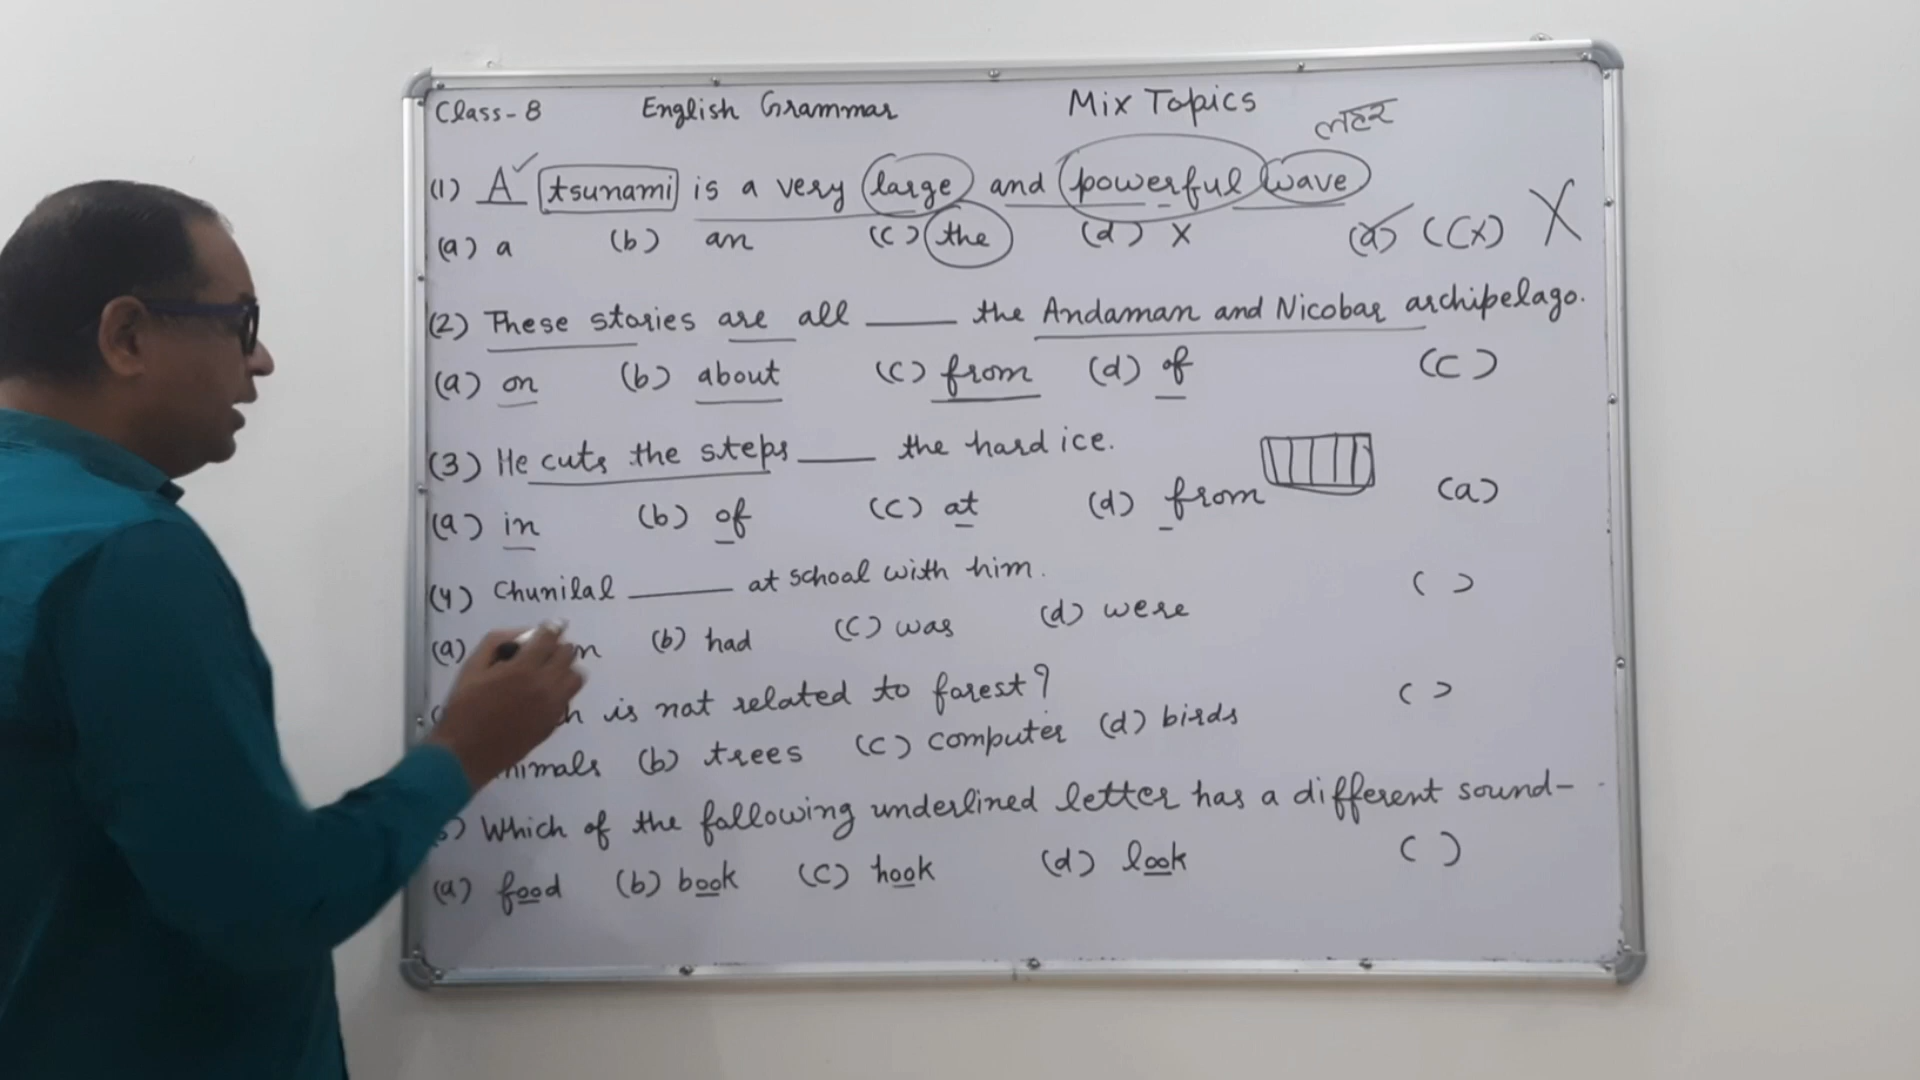 Class-8 English Grammar Mix Topics
लहर
(1) A tsunami is a very large and powerful wave
(a) a (b) an (c) the (d) X (a) (Cx) X
(2) These stories are all ____ the Andaman and Nicobar archipelago.
(a) on (b) about (c) from (d) of (c)
(3) He cuts the steps ____ the hard ice.
(a) in (b) of (c) at (d) from (a)
(4) Chunilal ____ at school with him. ( )
(a) (b) had (c) was (d) were
is not related to forest? ( )
(b) trees (c) computer (d) birds
Which of the following underlined letter has a different sound-
(a) food (b) book (c) hook (d) look ( )